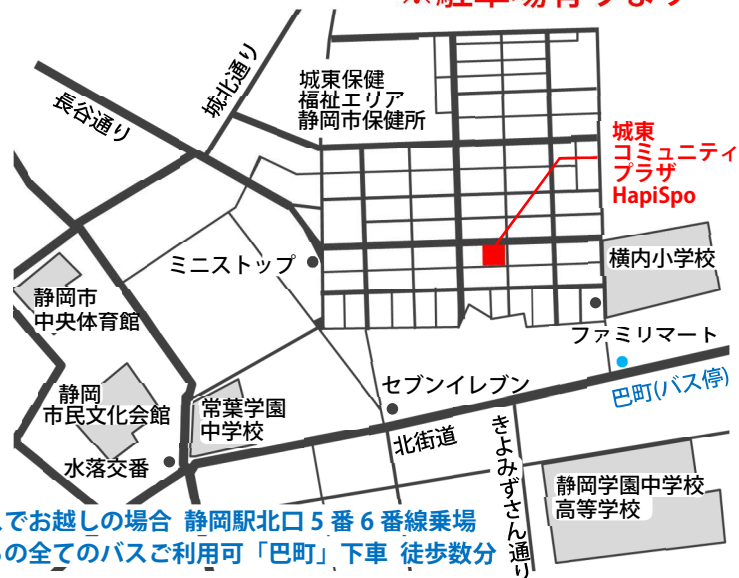 ※駐車場有ります
城北通り
長谷通り
城東保健
福祉エリア
静岡市保健所
城東
コミュニティ
プラザ
HapiSpo
ミニストップ
横内小学校
静岡市
中央体育館
ファミリマート
巴町(バス停)
セブンイレブン
静岡
市民文化会館
常葉学園
中学校
北街道
きよみずさん通り
水落交番
静岡学園中学校
高等学校
スでお越しの場合 静岡駅北口5番6番線乗場
らの全てのバスご利用可「巴町」下車 徒歩数分